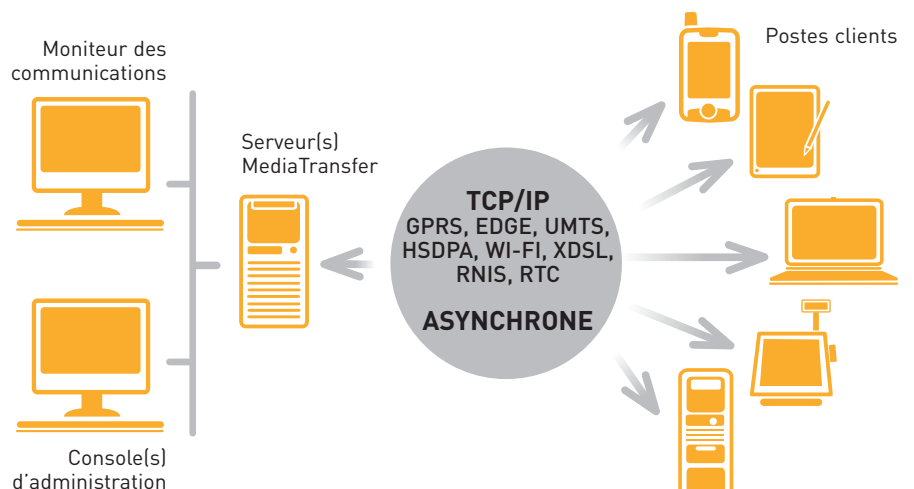 Moniteur des
communications
Serveur(s)
MediaTransfer
Console(s)
d'administration
TCP/IP
GPRS, EDGE, UMTS,
HSDPA, WI-FI, XDSL,
RNIS, RTC
ASYNCHRONE
Postes clients